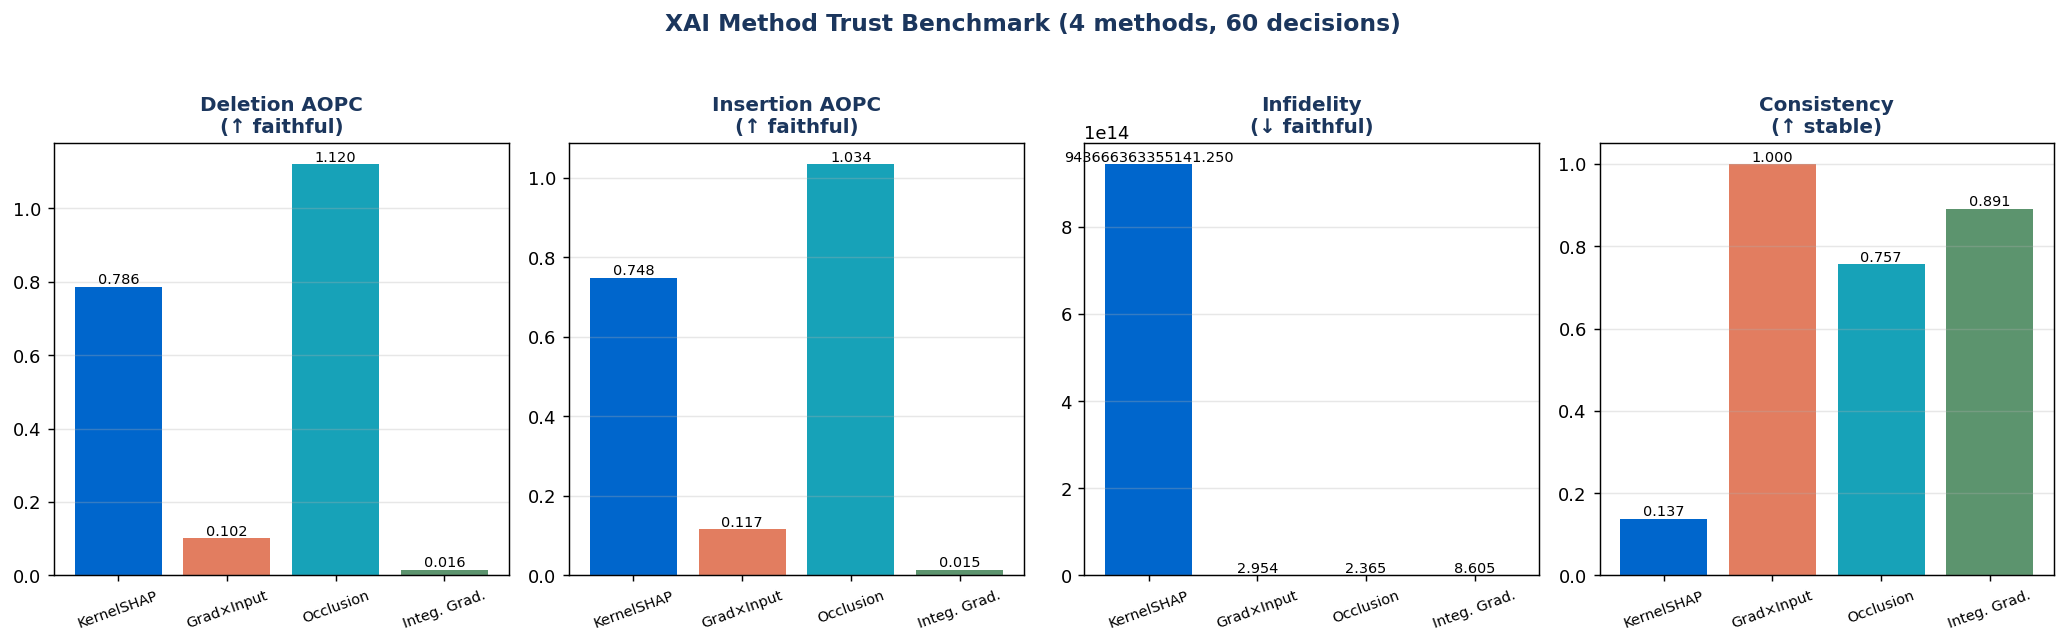 XAI Method Trust Benchmark (4 methods, 60 decisions)
Deletion AOPC
(↑ faithful)
1.0
0.8
0.6
0.4
0.2
0.0
0.786
0.102
1.120
0.016
KernelSHAP
Grad×Input
Occlusion
Integ. Grad.
Insertion AOPC
(↑ faithful)
1.0
0.8
0.6
0.4
0.2
0.0
0.748
0.117
1.034
0.015
KernelSHAP
Grad×Input
Occlusion
Integ. Grad.
Infidelity
(↓ faithful)
1e14
8
6
4
2
0
943666363355141.250
2.954
2.365
8.605
KernelSHAP
Grad×Input
Occlusion
Integ. Grad.
Consistency
(↑ stable)
1.0
0.8
0.6
0.4
0.2
0.0
0.137
1.000
0.757
0.891
KernelSHAP
Grad×Input
Occlusion
Integ. Grad.